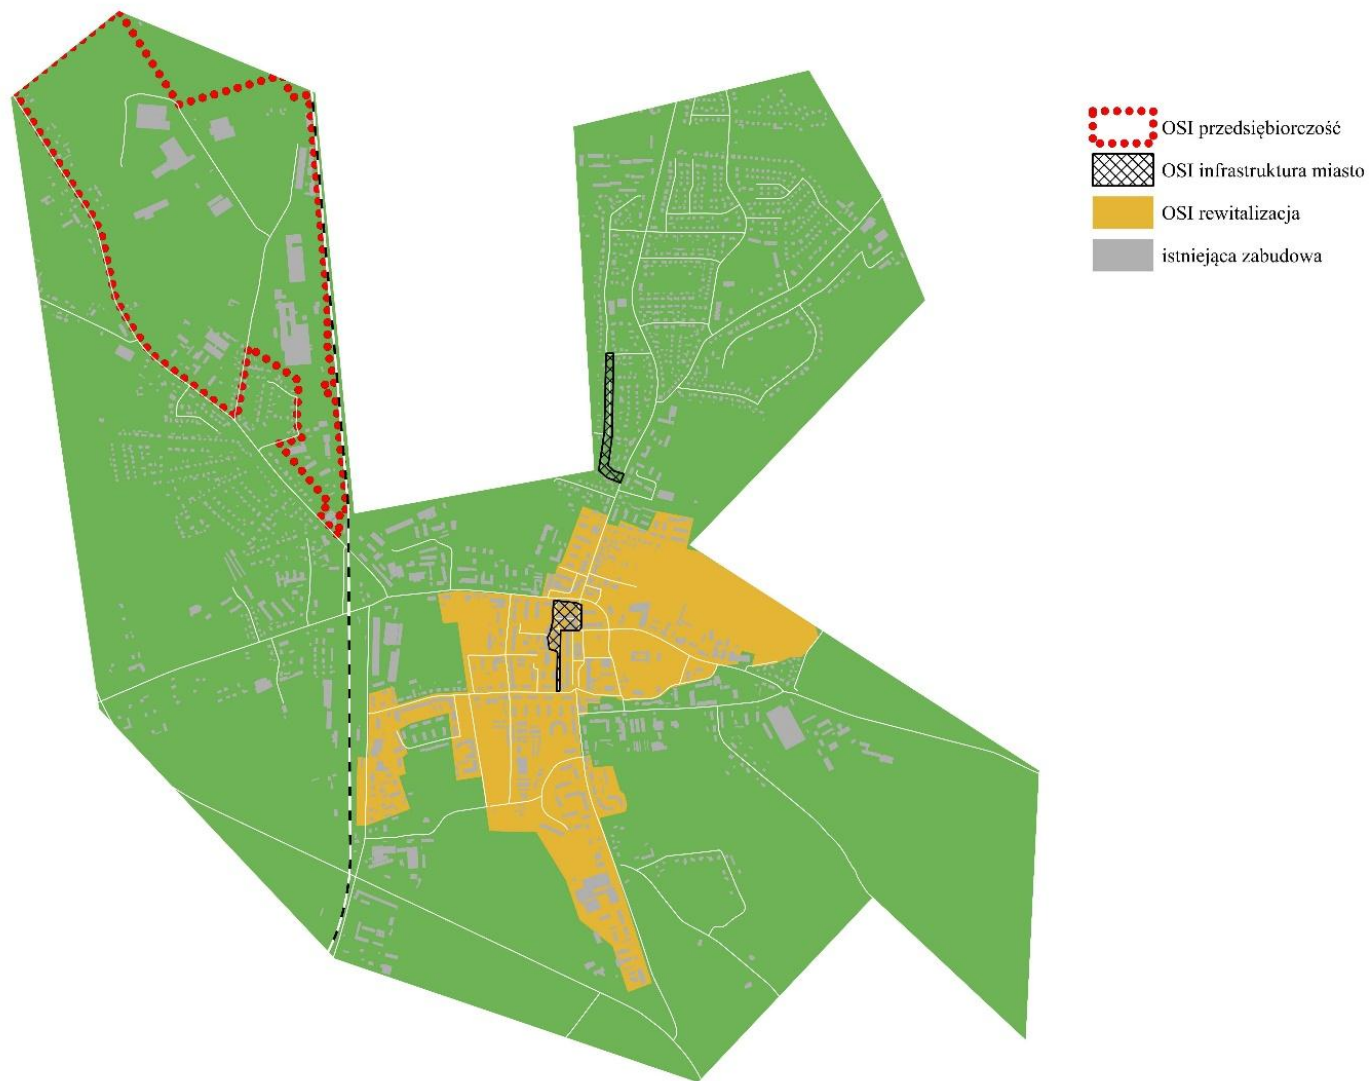 OSI przedsiębiorczość
OSI infrastruktura miasto
OSI rewitalizacja
istniejąca zabudowa